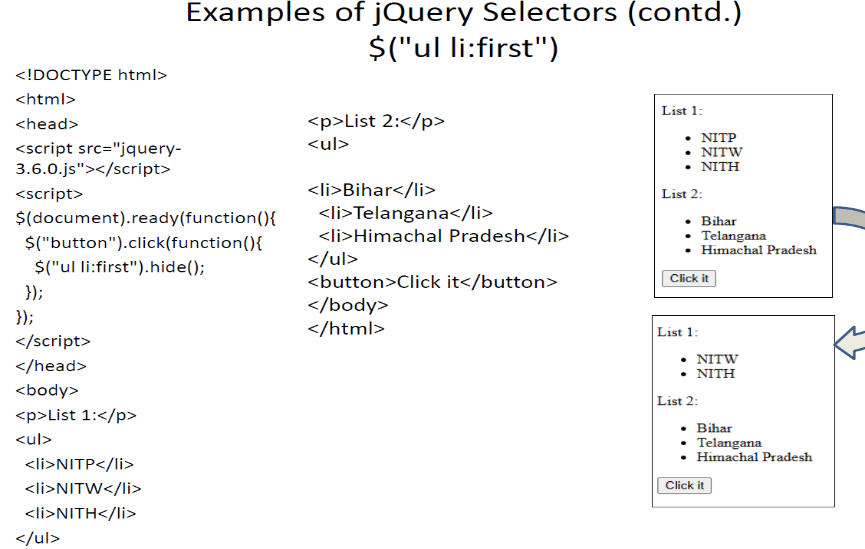 Examples of jQuery Selectors (contd.)
$("ul li:first")
<!DOCTYPE html>
<html>
<head>
<script src="jquery-
3.6.0.js"></script>
<script>
$(document).ready(function(){
$("button").click(function(){
$("ul li:first").hide();
});
});
</script>
</head>
<body>
<p>List 1:</p>
<ul>
<li>NITP</li>
<li>NITW</li>
<li>NITH</li>
</ul>
<p>List 2:</p>
<ul>
<li>Bihar</li>
<li>Telangana</li>
<li>Himachal Pradesh</li>
</ul>
<button>Click it</button>
</body>
</html>
List 1:
• NITP
• NITW
• NITH
List 2:
• Bihar
• Telangana
• Himachal Pradesh
Click it
List 1:
• NITW
• NITH
List 2:
• Bihar
• Telangana
• Himachal Pradesh
Click it